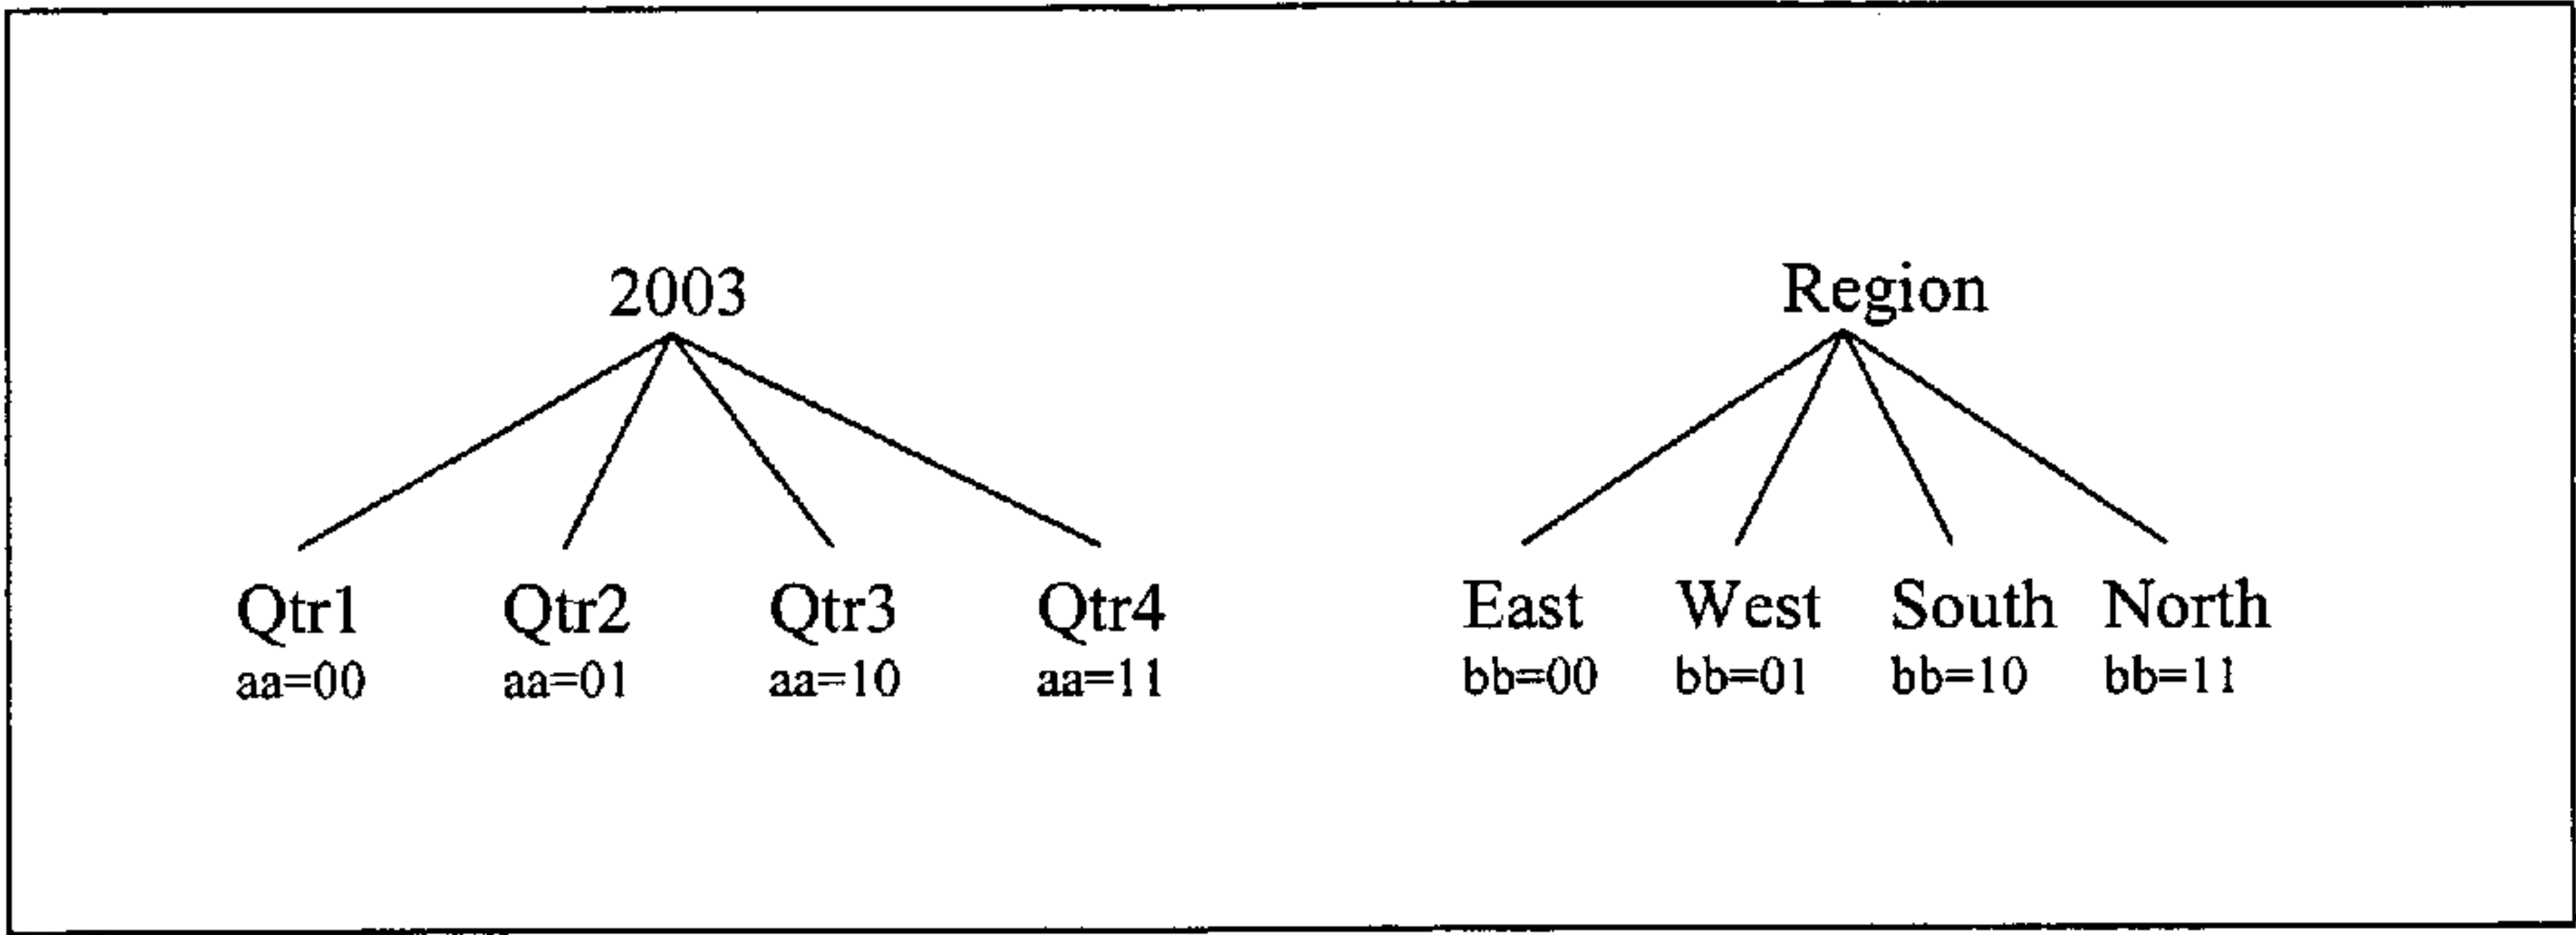 2003 Region
Qtr1 Qtr2 Qtr3 Qtr4 East West South North
aa=00 aa=01 aa=10 aa=11 bb=00 bb=01 bb=10 bb=11